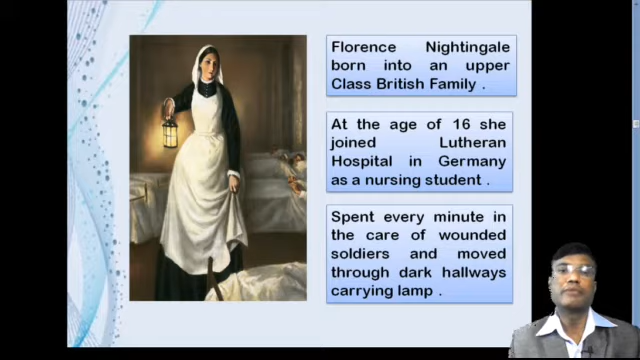 Florence Nightingale
born into an upper
Class British Family .
At the age of 16 she
joined Lutheran
Hospital in Germany
as a nursing student .
Spent every minute in
the care of wounded
soldiers and moved
through dark hallways
carrying lamp .